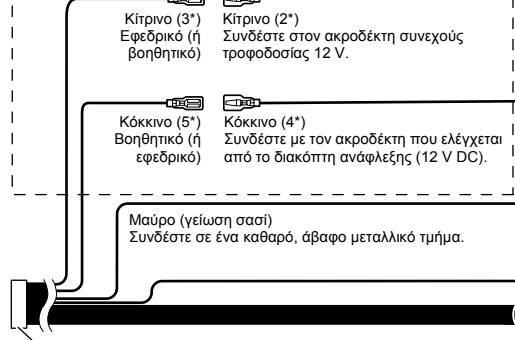 Κίτρινο (3*)
Εφεδρικό (ή
βοηθητικό)
Κίτρινο (2*)
Συνδέστε στον ακροδέκτη συνεχούς
τροφοδοσίας 12 V.
Κόκκινο (5*)
Βοηθητικό (ή
εφεδρικό)
Κόκκινο (4*)
Συνδέστε με τον ακροδέκτη που ελέγχεται
από το διακόπτη ανάφλεξης (12 V DC).
Μαύρο (γείωση σασί)
Συνδέστε σε ένα καθαρό, άβαφο μεταλλικό τμήμα.